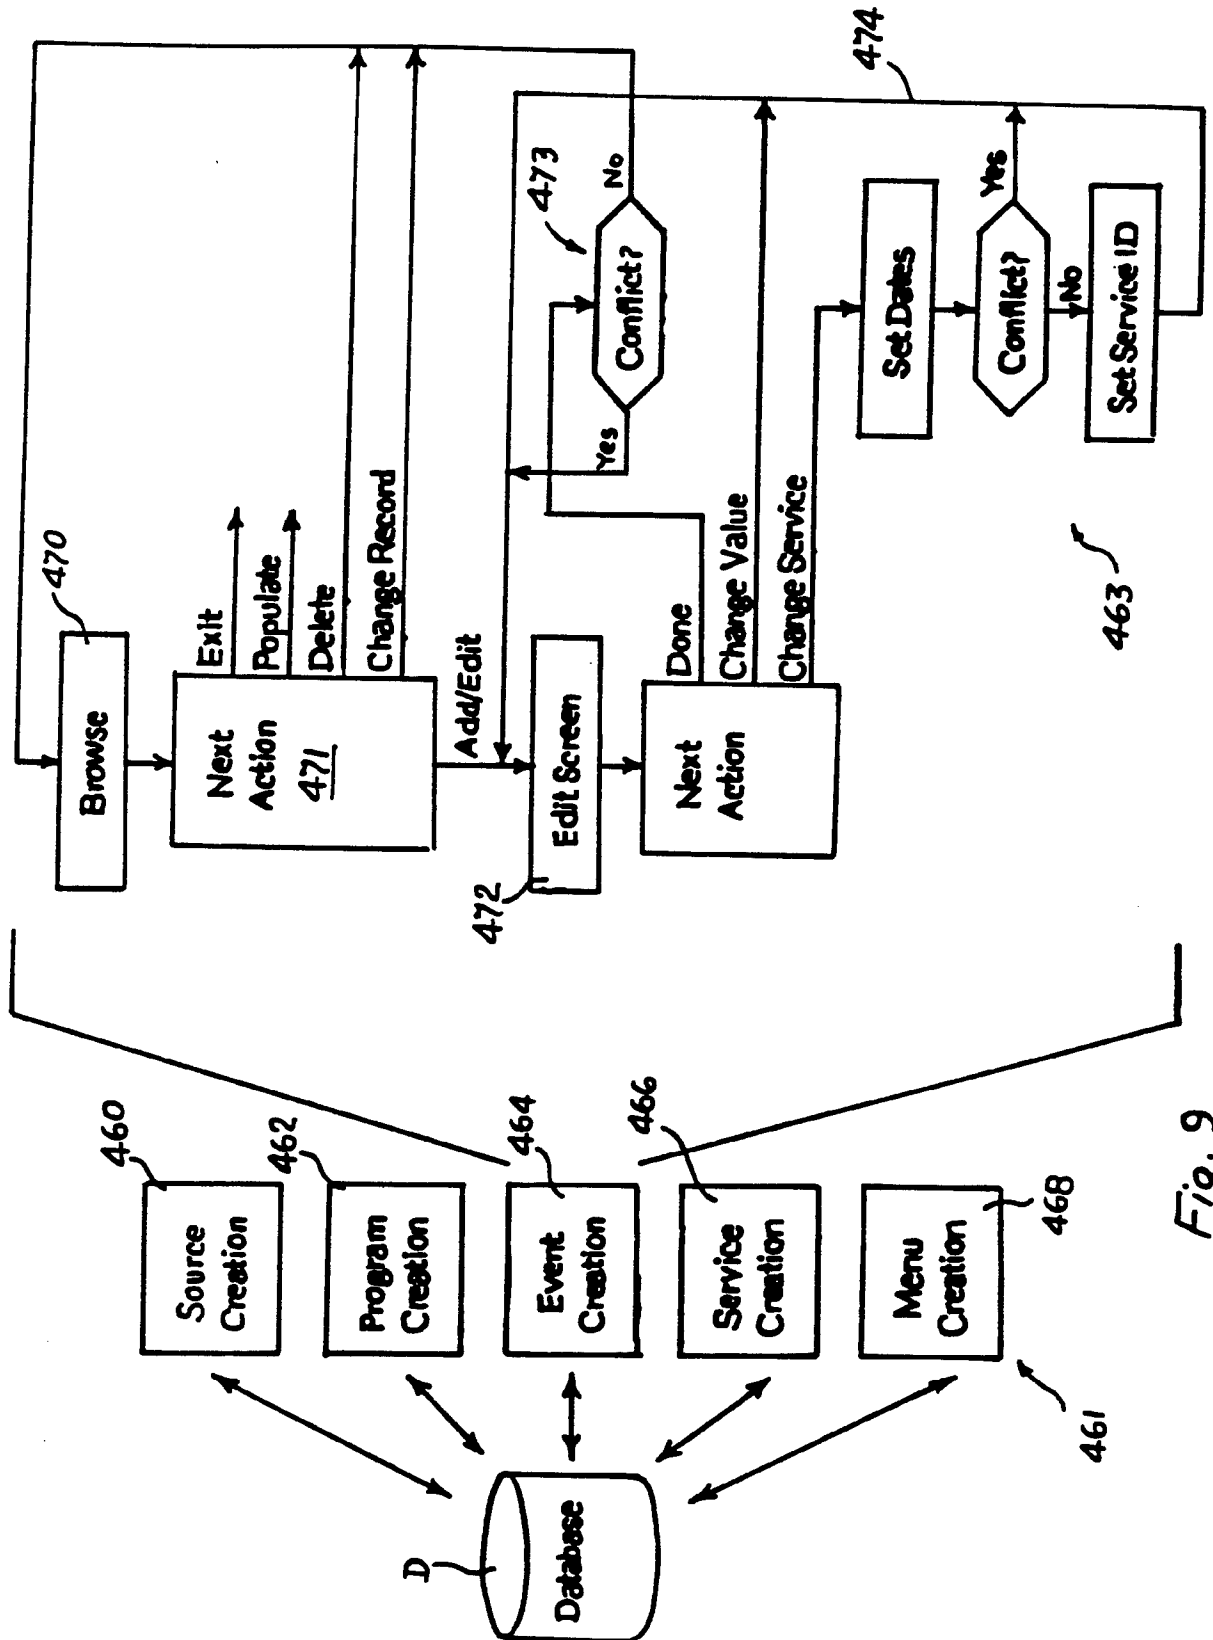 D
Database
460
Source
Creation
462
Program
Creation
464
Event
Creation
466
Service
Creation
468
Menu
Creation
461
470
Browse
Next
Action
471
Exit
Populate
Delete
Change Record
Add/Edit
472
Edit Screen
Next
Action
Done
Change Value
Change Service
473
Conflict?
Yes
No
474
Set Dates
Conflict?
Yes
No
Set Service ID
463
Fig. 9